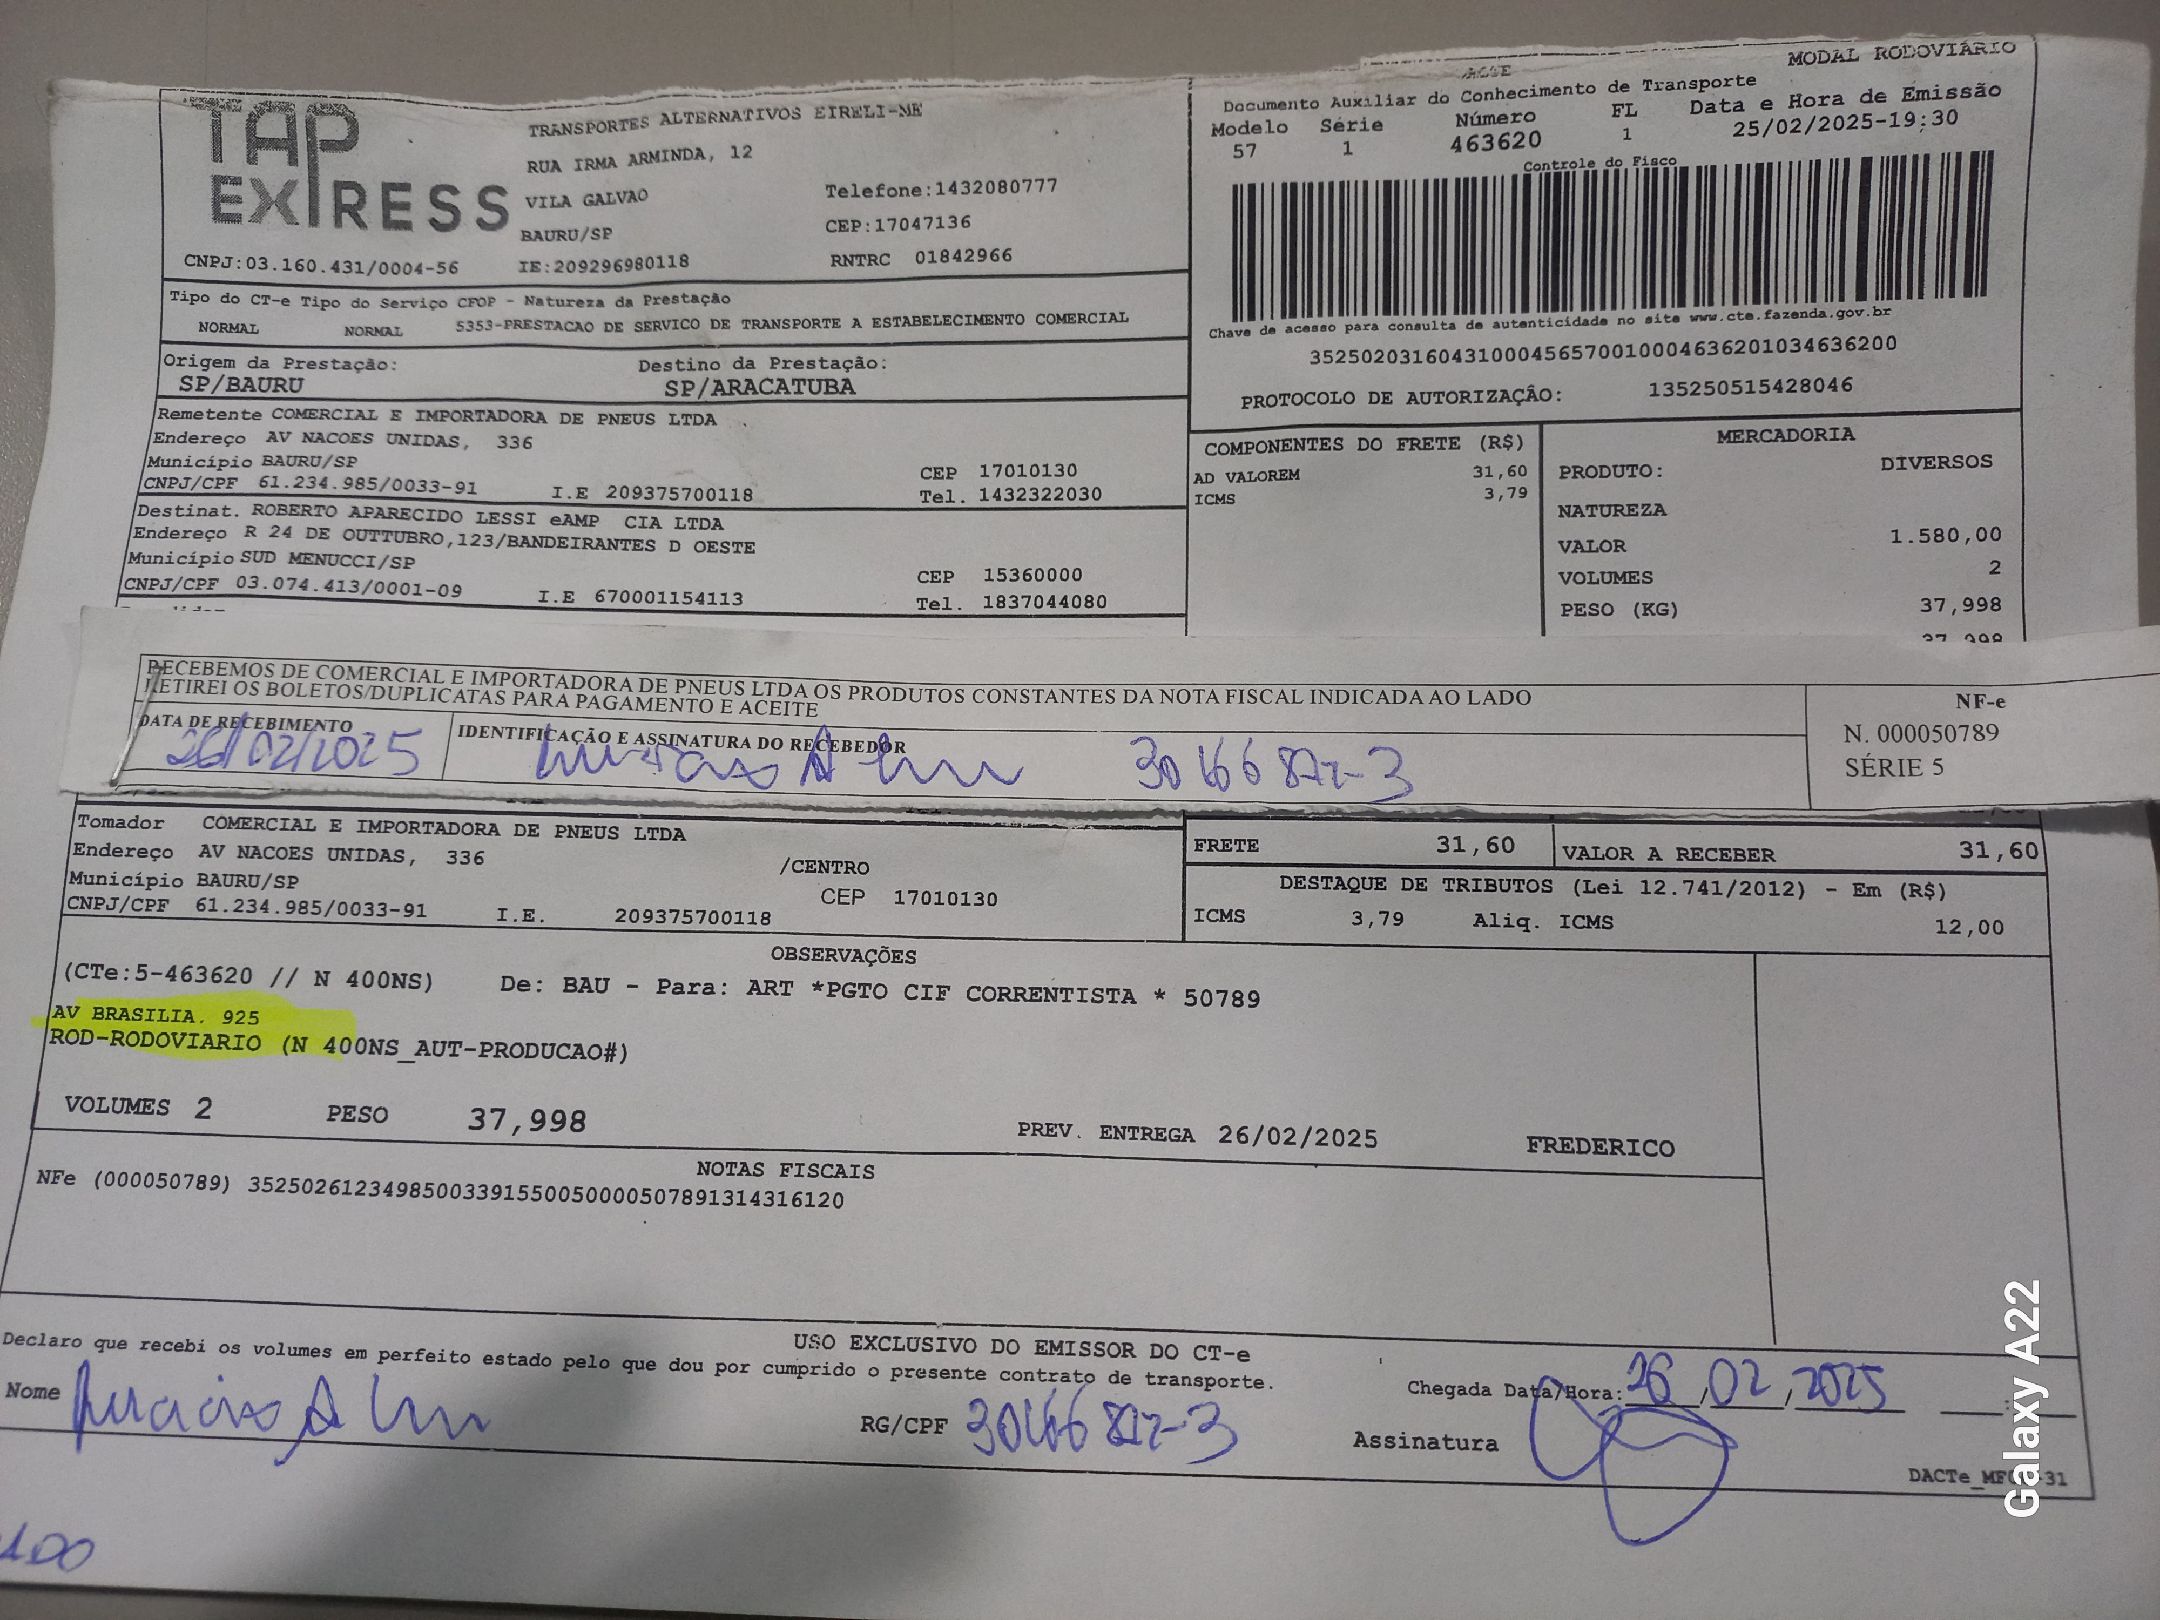 TAP
EXPRESS
TRANSPORTES ALTERNATIVOS EIRELI-ME
RUA IRMA ARMINDA, 12
VILA GALVAO
Telefone:1432080777
BAURU/SP
CEP:17047136
CNPJ:03.160.431/0004-56 IE:209296980118 RNTRC 01842966
Tipo do CT-e Tipo do Serviço CFOP - Natureza da Prestação
NORMAL NORMAL 5353-PRESTACAO DE SERVICO DE TRANSPORTE A ESTABELECIMENTO COMERCIAL
Origem da Prestação: Destino da Prestação:
SP/BAURU SP/ARACATUBA
Remetente COMERCIAL E IMPORTADORA DE PNEUS LTDA
Endereço AV NACOES UNIDAS, 336
Município BAURU/SP CEP 17010130
CNPJ/CPF 61.234.985/0033-91 I.E 209375700118 Tel. 1432322030
Destinat. ROBERTO APARECIDO LESSI eAMP CIA LTDA
Endereço R 24 DE OUTTUBRO,123/BANDEIRANTES D OESTE
Município SUD MENUCCI/SP CEP 15360000
CNPJ/CPF 03.074.413/0001-09 I.E 670001154113 Tel. 1837044080
MODAL RODOVIÁRIO
Documento Auxiliar do Conhecimento de Transporte
Modelo Série Número FL Data e Hora de Emissão
57 1 463620 1 25/02/2025-19:30
Controle do Fisco
Chave de acesso para consulta de autenticidade no site www.cte.fazenda.gov.br
35250203160431000456570010004636201034636200
PROTOCOLO DE AUTORIZAÇÂO: 135250515428046
COMPONENTES DO FRETE (R$)
AD VALOREM 31,60
ICMS 3,79
MERCADORIA
PRODUTO: DIVERSOS
NATUREZA
VALOR 1.580,00
VOLUMES 2
PESO (KG) 37,998
RECEBEMOS DE COMERCIAL E IMPORTADORA DE PNEUS LTDA OS PRODUTOS CONSTANTES DA NOTA FISCAL INDICADA AO LADO
RETIREI OS BOLETOS/DUPLICATAS PARA PAGAMENTO E ACEITE
DATA DE RECEBIMENTO
26/02/2025
IDENTIFICAÇÃO E ASSINATURA DO RECEBEDOR
NF-e
N. 000050789
SÉRIE 5
Tomador COMERCIAL E IMPORTADORA DE PNEUS LTDA
Endereço AV NACOES UNIDAS, 336 /CENTRO
Município BAURU/SP CEP 17010130
CNPJ/CPF 61.234.985/0033-91 I.E. 209375700118
FRETE 31,60 VALOR A RECEBER 31,60
DESTAQUE DE TRIBUTOS (Lei 12.741/2012) - Em (R$)
ICMS 3,79 Aliq. ICMS 12,00
OBSERVAÇÕES
(CTe:5-463620 // N 400NS) De: BAU - Para: ART *PGTO CIF CORRENTISTA * 50789
AV BRASILIA. 925
ROD-RODOVIARIO (N 400NS_AUT-PRODUCAO#)
VOLUMES 2 PESO 37,998 PREV. ENTREGA 26/02/2025 FREDERICO
NOTAS FISCAIS
NFe (000050789) 35250261234985003391550050000507891314316120
USO EXCLUSIVO DO EMISSOR DO CT-e
Declaro que recebi os volumes em perfeito estado pelo que dou por cumprido o presente contrato de transporte.
Nome RG/CPF Chegada Data/Hora: 26,02,2025
Assinatura
Galaxy A22